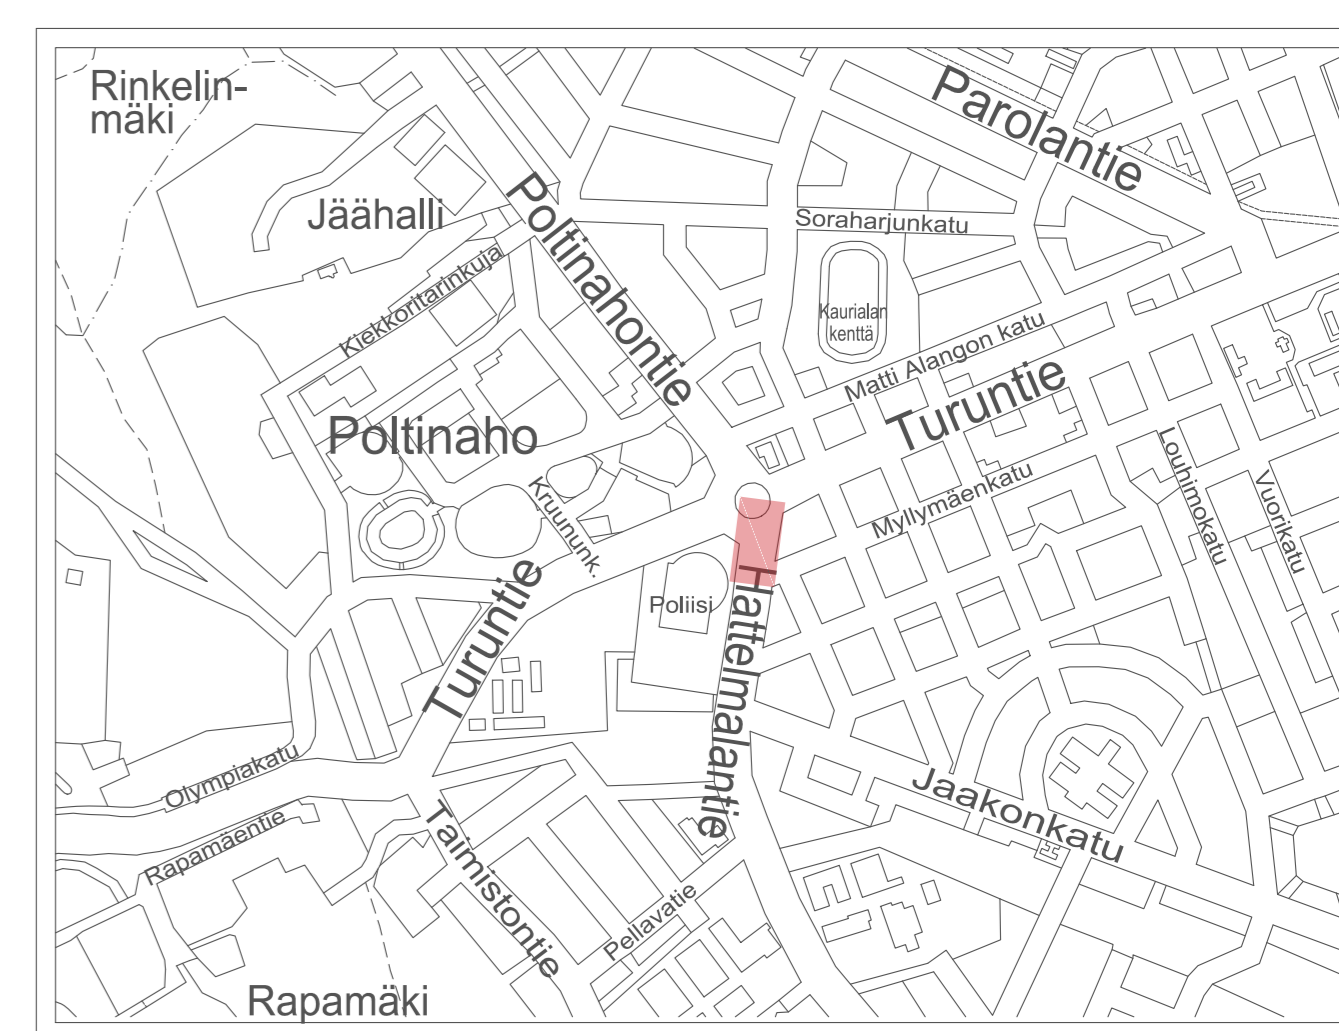 Rinkelin-
mäki
Parolantie
Jäähalli
Poltinahontie
Soraharjunkatu
Kiekkoritarinkuja
Kaurialan
kenttä
Matti Alangon katu
Turuntie
Poltinaho
Kruununk.
Myllymäenkatu
Louhimokatu
Vuorikatu
Turuntie
Poliisi
Hattelmalantie
Olympiakatu
Rapamäentie
Taimistontie
Jaakonkatu
Pellavatie
Rapamäki